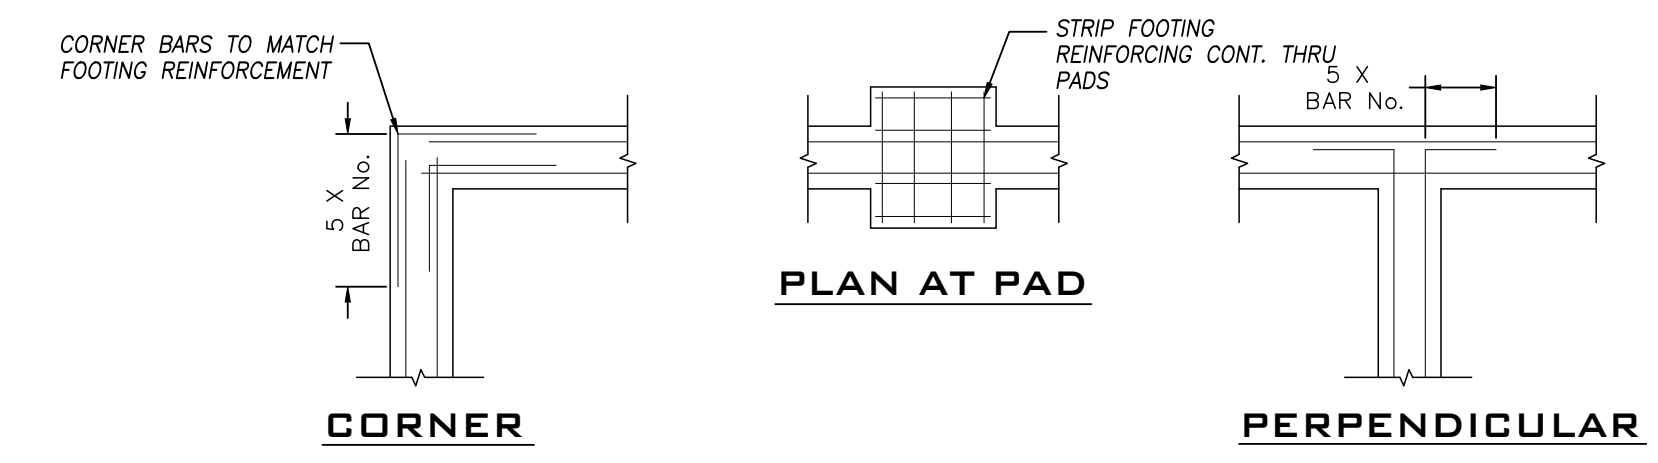 CORNER BARS TO MATCH
FOOTING REINFORCEMENT
5 X
BAR No.
CORNER
STRIP FOOTING
REINFORCING CONT. THRU
PADS
PLAN AT PAD
5 X
BAR No.
PERPENDICULAR